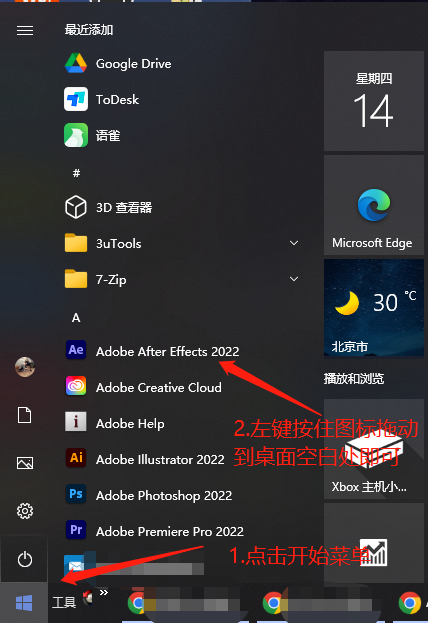 最近添加
Google Drive
ToDesk
语雀
#
3D 查看器
3uTools
7-Zip
A
Ae Adobe After Effects 2022
Adobe Creative Cloud
i Adobe Help
Ai Adobe Illustrator 2022
Ps Adobe Photoshop 2022
Pr Adobe Premiere Pro 2022
星期四
14
Microsoft Edge
30 °C
北京市
播放和浏览
Xbox 主机小...
2.左键按住图标拖动
到桌面空白处即可
1.点击开始菜单
工具
»